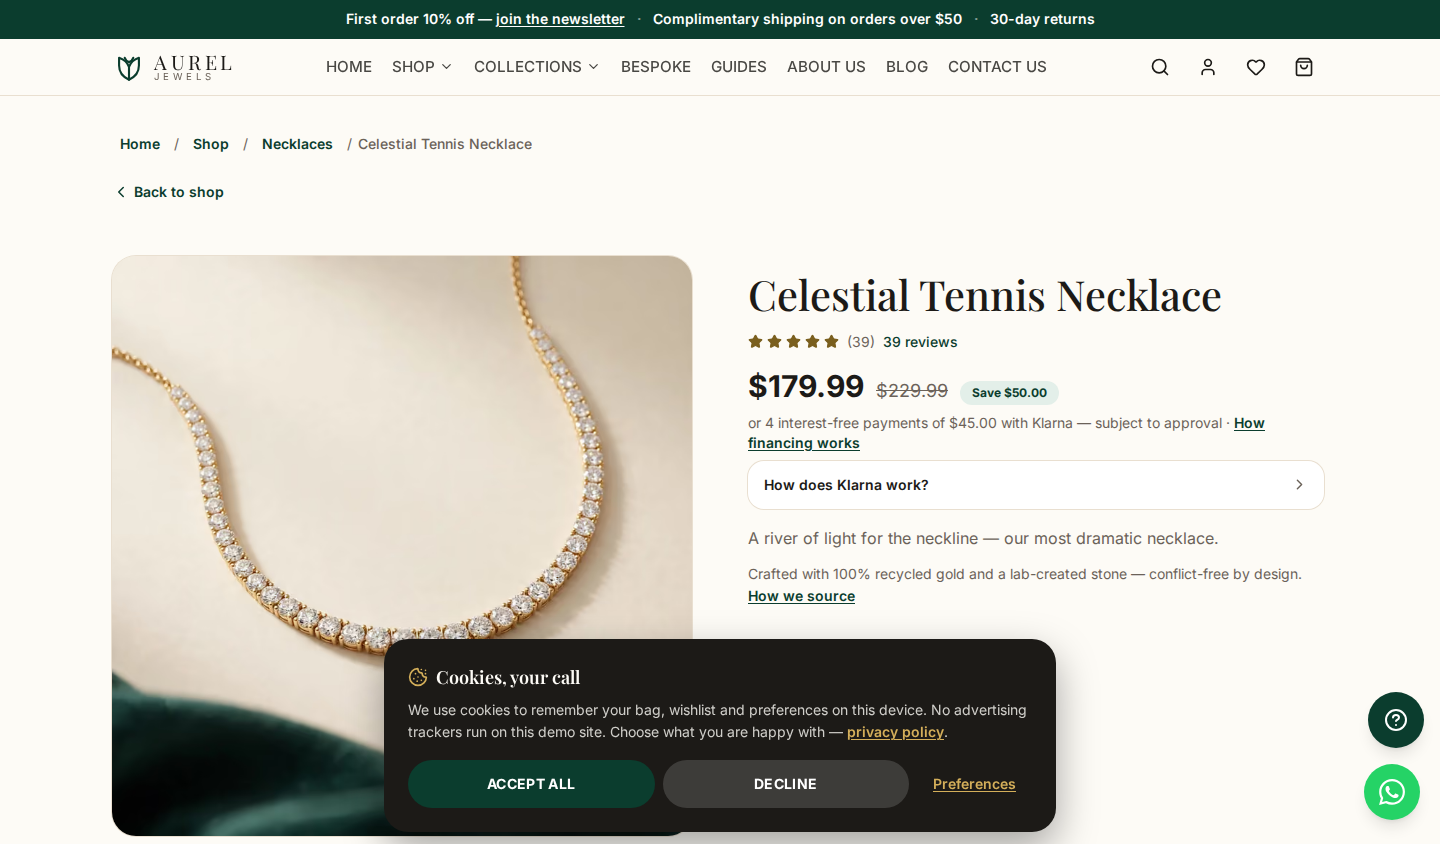 First order 10% off — join the newsletter · Complimentary shipping on orders over $50 · 30-day returns
AUREL
JEWELS
HOME SHOP COLLECTIONS BESPOKE GUIDES ABOUT US BLOG CONTACT US
Home / Shop / Necklaces / Celestial Tennis Necklace
Back to shop
Celestial Tennis Necklace
(39) 39 reviews
$179.99 $229.99 Save $50.00
or 4 interest-free payments of $45.00 with Klarna — subject to approval · How
financing works
How does Klarna work?
A river of light for the neckline — our most dramatic necklace.
Crafted with 100% recycled gold and a lab-created stone — conflict-free by design.
How we source
Cookies, your call
We use cookies to remember your bag, wishlist and preferences on this device. No advertising
trackers run on this demo site. Choose what you are happy with — privacy policy.
ACCEPT ALL DECLINE Preferences